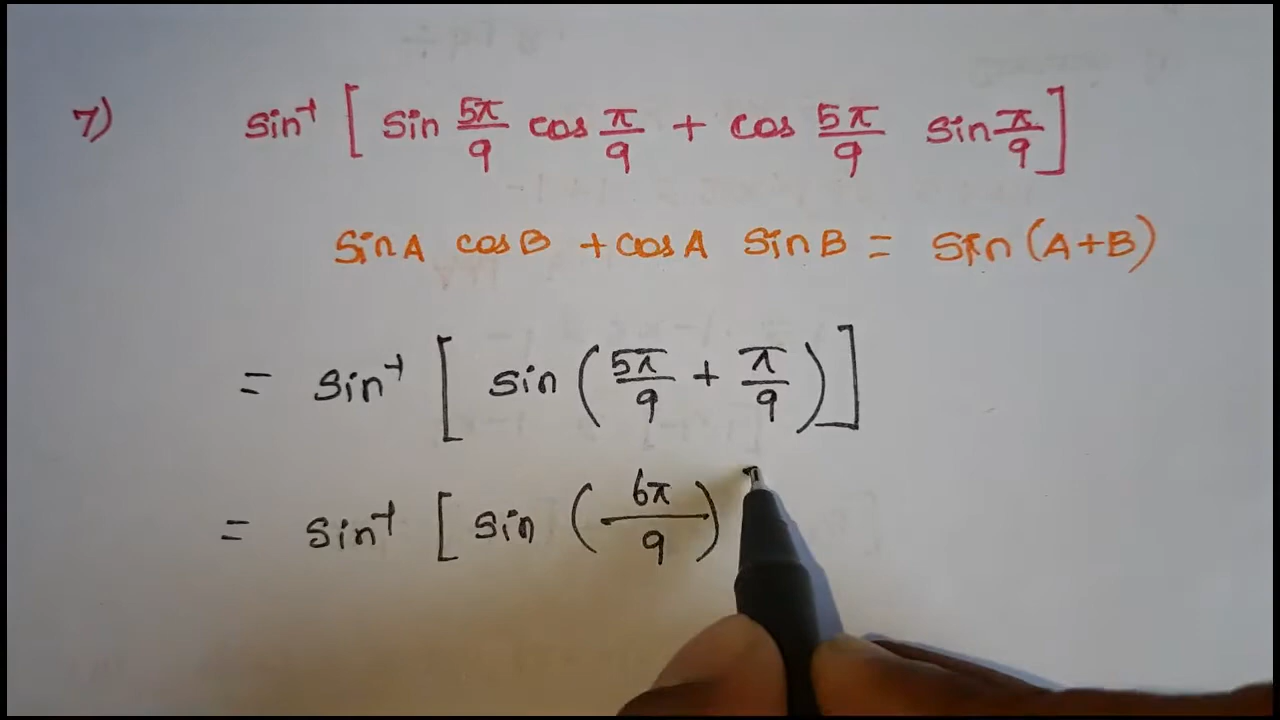 7) sin⁻¹ [ sin 5π/9 cos π/9 + cos 5π/9 sin π/9 ]
sinA cosB + cosA sinB = sin (A+B)
= sin⁻¹ [ sin ( 5π/9 + π/9 ) ]
= sin⁻¹ [ sin ( 6π/9 )